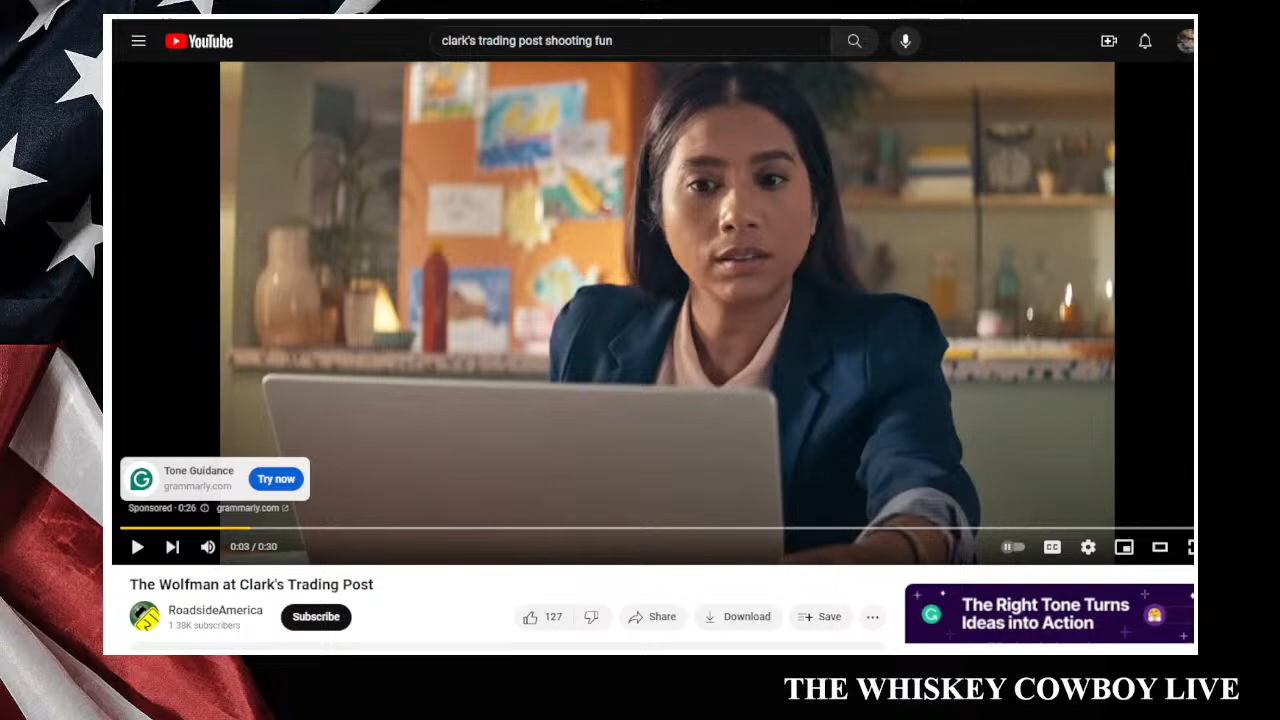 YouTube
clark's trading post shooting fun
Tone Guidance
grammarly.com
Try now
Sponsored · 0:26
grammarly.com
0:03 / 0:30
CC
The Wolfman at Clark's Trading Post
RoadsideAmerica
1.38K subscribers
Subscribe
127
Share
Download
Save
The Right Tone Turns
Ideas into Action
THE WHISKEY COWBOY LIVE